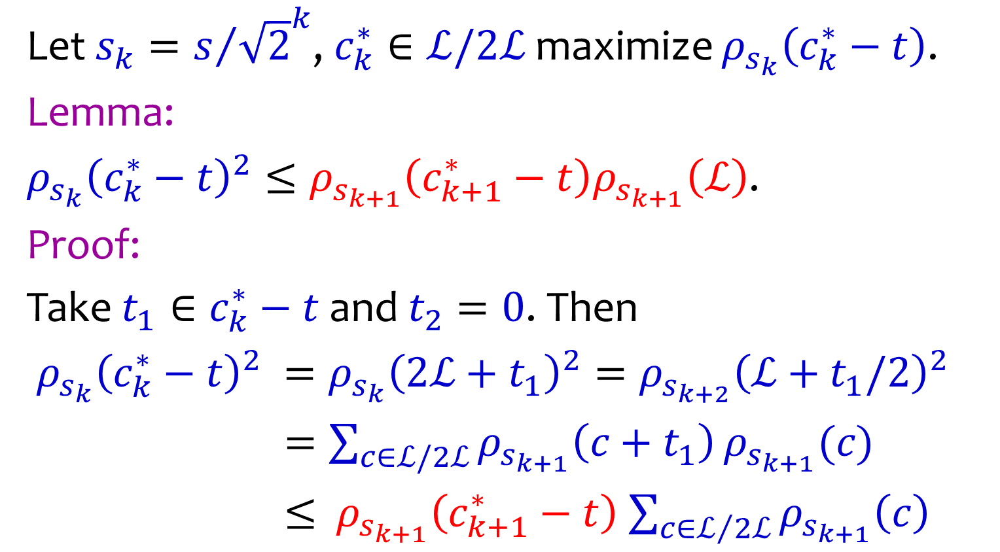 Let $s_k = s/\sqrt{2}^k$, $c_k^* \in \mathcal{L}/2\mathcal{L}$ maximize $\rho_{s_k}(c_k^* - t)$.
Lemma:
$\rho_{s_k}(c_k^* - t)^2 \leq \rho_{s_{k+1}}(c_{k+1}^* - t)\rho_{s_{k+1}}(\mathcal{L})$.
Proof:
Take $t_1 \in c_k^* - t$ and $t_2 = 0$. Then
$\rho_{s_k}(c_k^* - t)^2 = \rho_{s_k}(2\mathcal{L} + t_1)^2 = \rho_{s_{k+2}}(\mathcal{L} + t_1/2)^2$
$= \sum_{c \in \mathcal{L}/2\mathcal{L}} \rho_{s_{k+1}}(c + t_1) \rho_{s_{k+1}}(c)$
$\leq \rho_{s_{k+1}}(c_{k+1}^* - t) \sum_{c \in \mathcal{L}/2\mathcal{L}} \rho_{s_{k+1}}(c)$